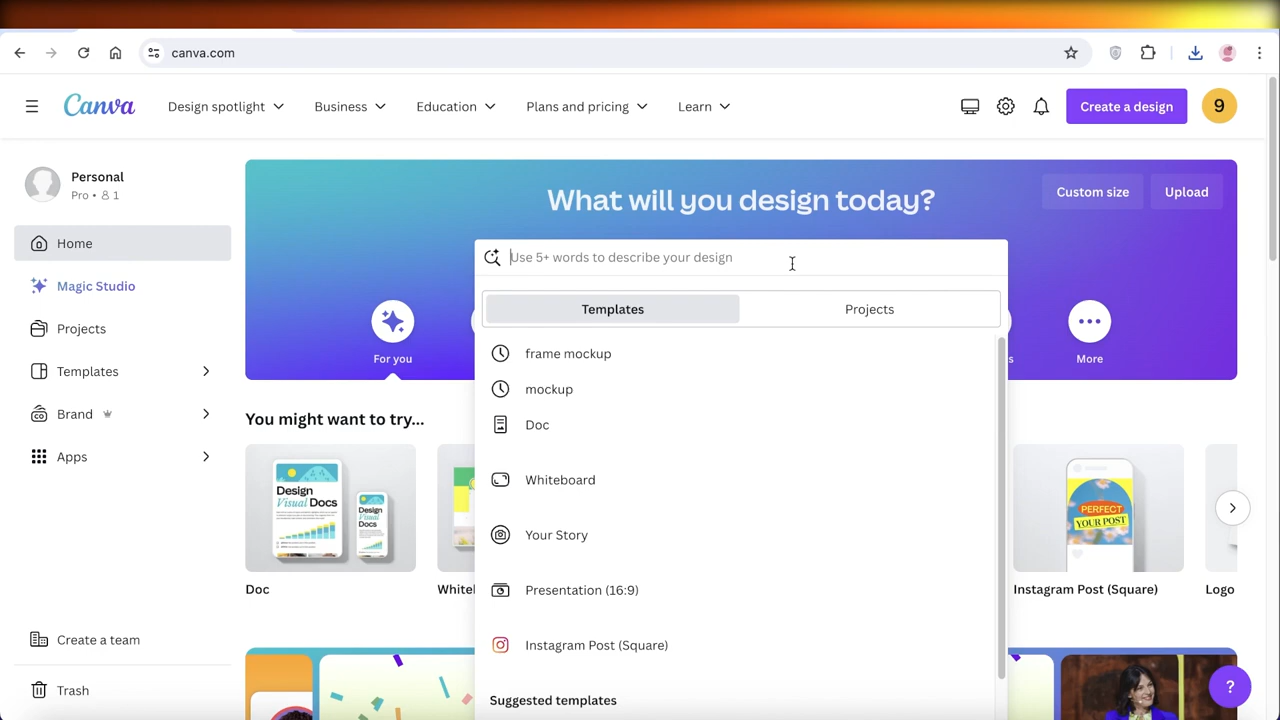 canva.com
Canva
Design spotlight
Business
Education
Plans and pricing
Learn
Create a design
9
Personal
Pro • 1
Home
Magic Studio
Projects
Templates
Brand
Apps
Create a team
Trash
What will you design today?
Custom size
Upload
Use 5+ words to describe your design
Templates
Projects
frame mockup
mockup
Doc
Whiteboard
Your Story
Presentation (16:9)
Instagram Post (Square)
Suggested templates
For you
s
More
You might want to try...
Design
Visual Docs
Design
Visual
Docs
PERFECT
YOUR POST
Doc
Whitel
Instagram Post (Square)
Logo
?